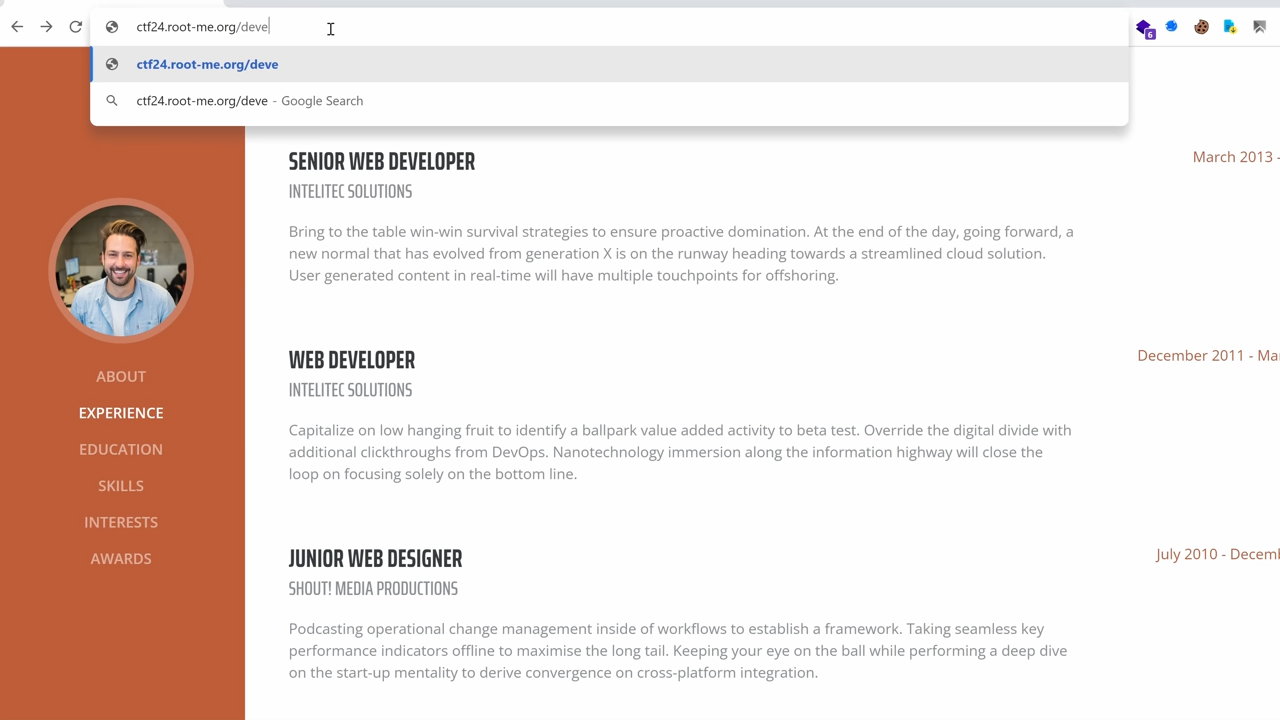 ctf24.root-me.org/deve
ctf24.root-me.org/deve
ctf24.root-me.org/deve - Google Search
6
SENIOR WEB DEVELOPER
March 2013 -
INTELITEC SOLUTIONS
Bring to the table win-win survival strategies to ensure proactive domination. At the end of the day, going forward, a
new normal that has evolved from generation X is on the runway heading towards a streamlined cloud solution.
User generated content in real-time will have multiple touchpoints for offshoring.
WEB DEVELOPER
December 2011 - Ma
INTELITEC SOLUTIONS
Capitalize on low hanging fruit to identify a ballpark value added activity to beta test. Override the digital divide with
additional clickthroughs from DevOps. Nanotechnology immersion along the information highway will close the
loop on focusing solely on the bottom line.
JUNIOR WEB DESIGNER
July 2010 - Decem
SHOUT! MEDIA PRODUCTIONS
Podcasting operational change management inside of workflows to establish a framework. Taking seamless key
performance indicators offline to maximise the long tail. Keeping your eye on the ball while performing a deep dive
on the start-up mentality to derive convergence on cross-platform integration.
ABOUT
EXPERIENCE
EDUCATION
SKILLS
INTERESTS
AWARDS